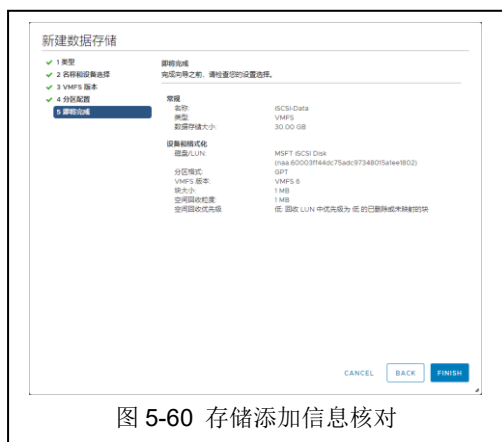 新建数据存储
✓ 1 类型
✓ 2 名称和设备选择
✓ 3 VMFS 版本
✓ 4 分区配置
5 即将完成
即将完成
完成向导之前,请检查您的设置选择。
常规
名称: iSCSI-Data
类型: VMFS
数据存储大小: 30.00 GB
设备和格式化
磁盘/LUN: MSFT iSCSI Disk
(naa.60003ff44dc75adc97348015a1ee1802)
分区格式: GPT
VMFS 版本: VMFS 6
块大小: 1 MB
空间回收粒度: 1 MB
空间回收优先级: 低: 回收 LUN 中优先级为 低 的已删除或未映射的块
CANCEL BACK FINISH
图 5-60 存储添加信息核对